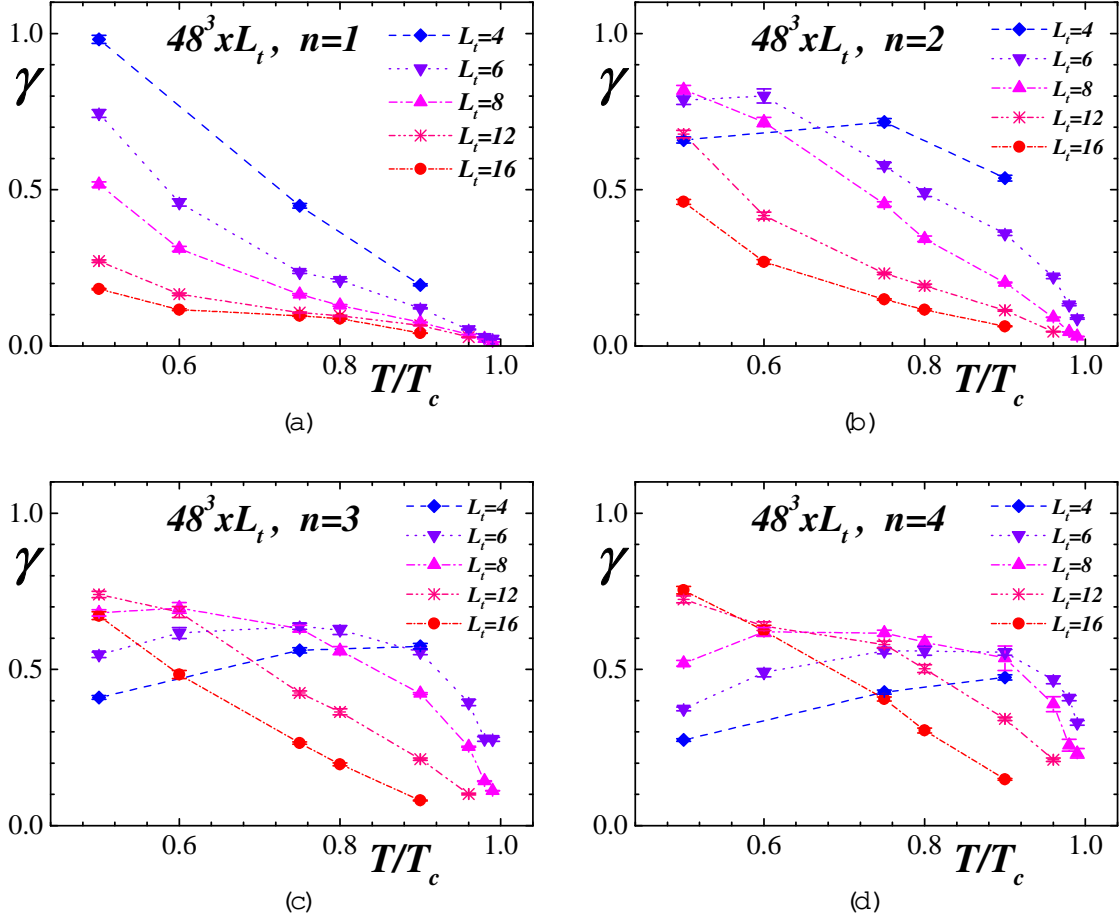 48³xLₜ, n=1
γ
1.0
0.5
0.0
Lₜ=4
Lₜ=6
Lₜ=8
Lₜ=12
Lₜ=16
0.6
0.8
1.0
T/T_c
(a)
48³xLₜ, n=2
γ
1.0
0.5
0.0
Lₜ=4
Lₜ=6
Lₜ=8
Lₜ=12
Lₜ=16
0.6
0.8
1.0
T/T_c
(b)
48³xLₜ, n=3
γ
1.0
0.5
0.0
Lₜ=4
Lₜ=6
Lₜ=8
Lₜ=12
Lₜ=16
0.6
0.8
1.0
T/T_c
(c)
48³xLₜ, n=4
γ
1.0
0.5
0.0
Lₜ=4
Lₜ=6
Lₜ=8
Lₜ=12
Lₜ=16
0.6
0.8
1.0
T/T_c
(d)